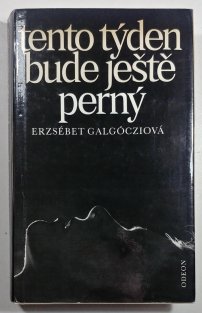 tento týden
bude ještě
perný
ERZSÉBET GALGÓCZIOVÁ
ODEON